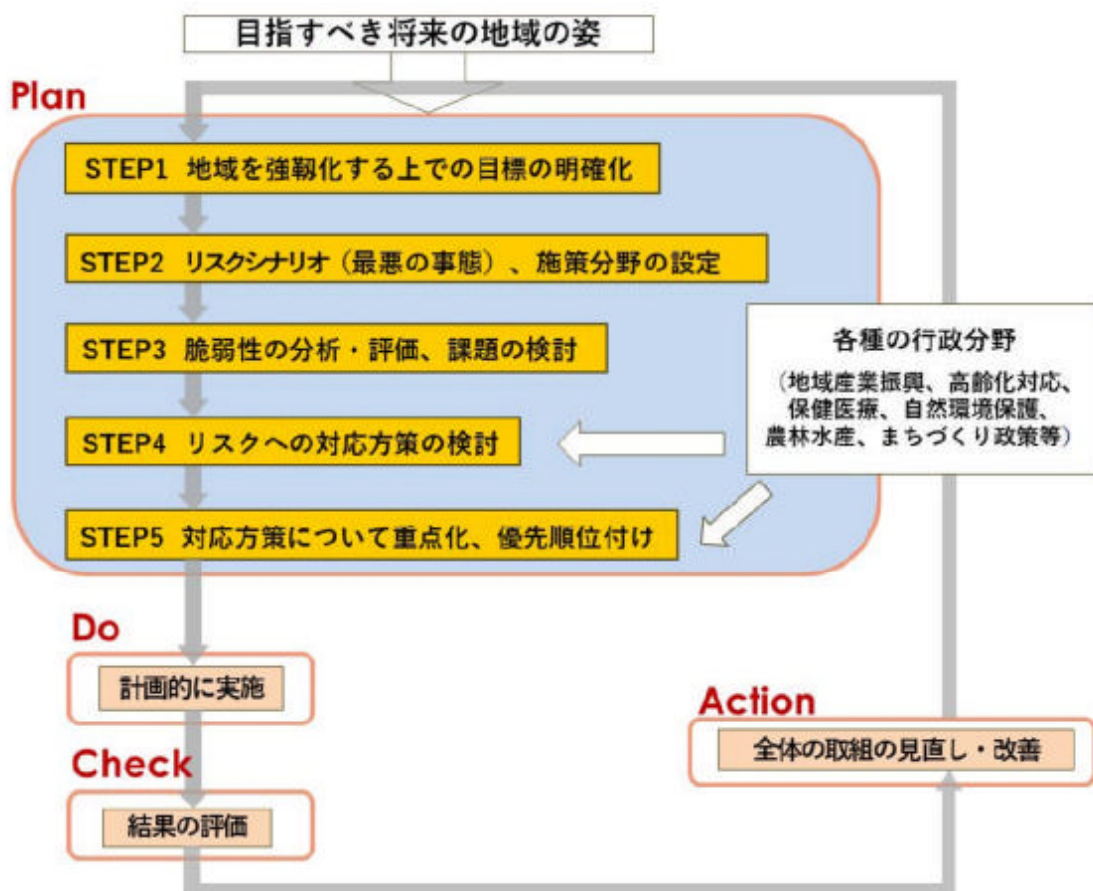 目指すべき将来の地域の姿
Plan
STEP1 地域を強靱化する上での目標の明確化
STEP2 リスクシナリオ（最悪の事態）、施策分野の設定
STEP3 脆弱性の分析・評価、課題の検討
STEP4 リスクへの対応方策の検討
STEP5 対応方策について重点化、優先順位付け
各種の行政分野
（地域産業振興、高齢化対応、
保健医療、自然環境保護、
農林水産、まちづくり政策等）
Do
計画的に実施
Check
結果の評価
Action
全体の取組の見直し・改善